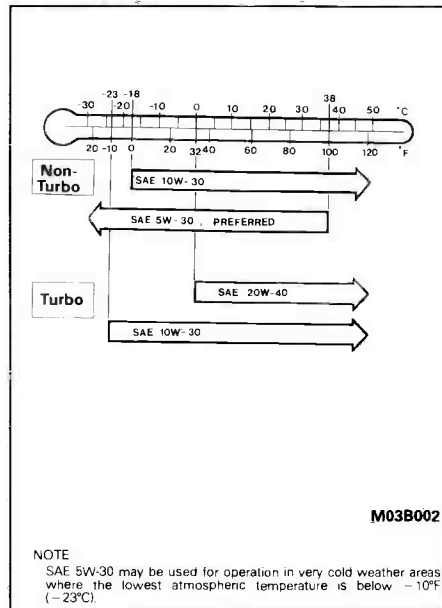 -23 -18 38
-30 -20 -10 0 10 20 30 40 50 °C
20 -10 0 20 32 40 60 80 100 120 °F
Non-
Turbo
SAE 10W-30
SAE 5W-30 , PREFERRED
SAE 20W-40
Turbo
SAE 10W-30
M03B002
NOTE
SAE 5W-30 may be used for operation in very cold weather areas
where the lowest atmospheric temperature is below −10°F
(−23°C).